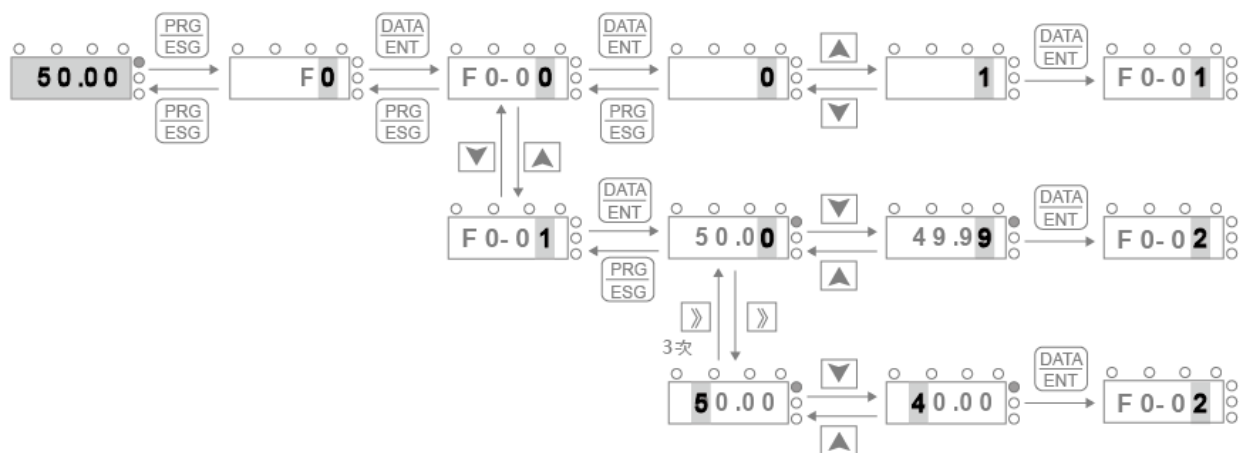 PRG
ESG
DATA
ENT
DATA
ENT
DATA
ENT
50.00
F0
F0-00
0
1
F0-01
PRG
ESG
PRG
ESG
PRG
ESG
DATA
ENT
DATA
ENT
F0-01
50.00
49.99
F0-02
PRG
ESG
》
》
3次
DATA
ENT
50.00
40.00
F0-02